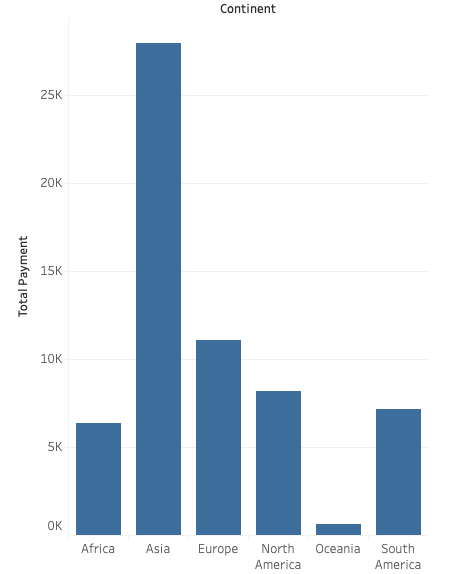 Continent
25K
20K
15K
10K
5K
0K
Total Payment
Africa
Asia
Europe
North
America
Oceania
South
America